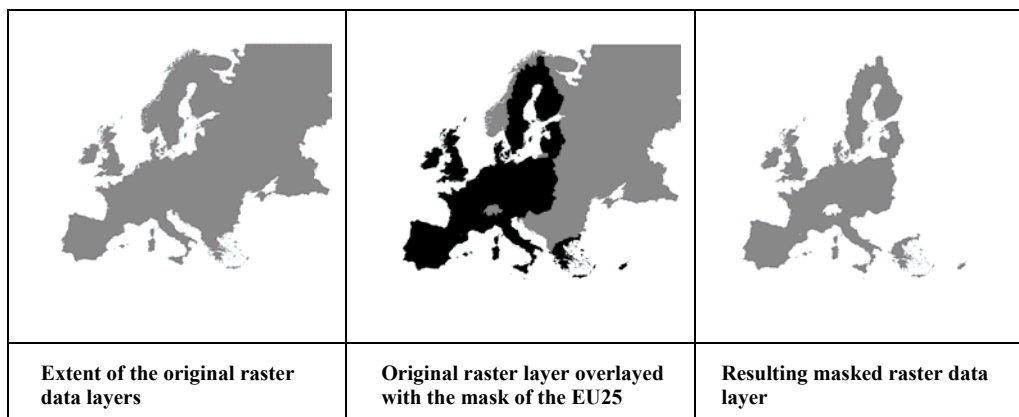 Extent of the original raster
data layers
Original raster layer overlayed
with the mask of the EU25
Resulting masked raster data
layer